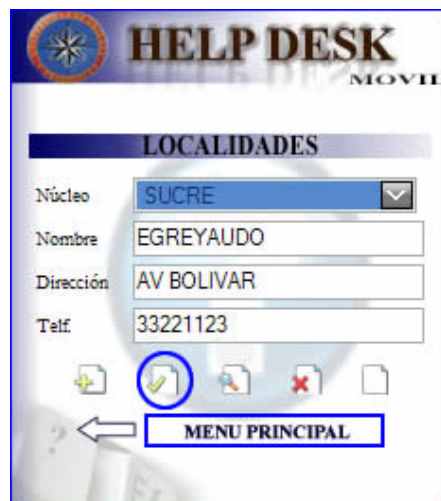 HELP DESK
MOVIL
LOCALIDADES
Núcleo SUCRE
Nombre EGREYAUDO
Dirección AV BOLIVAR
Telf. 33221123
MENU PRINCIPAL